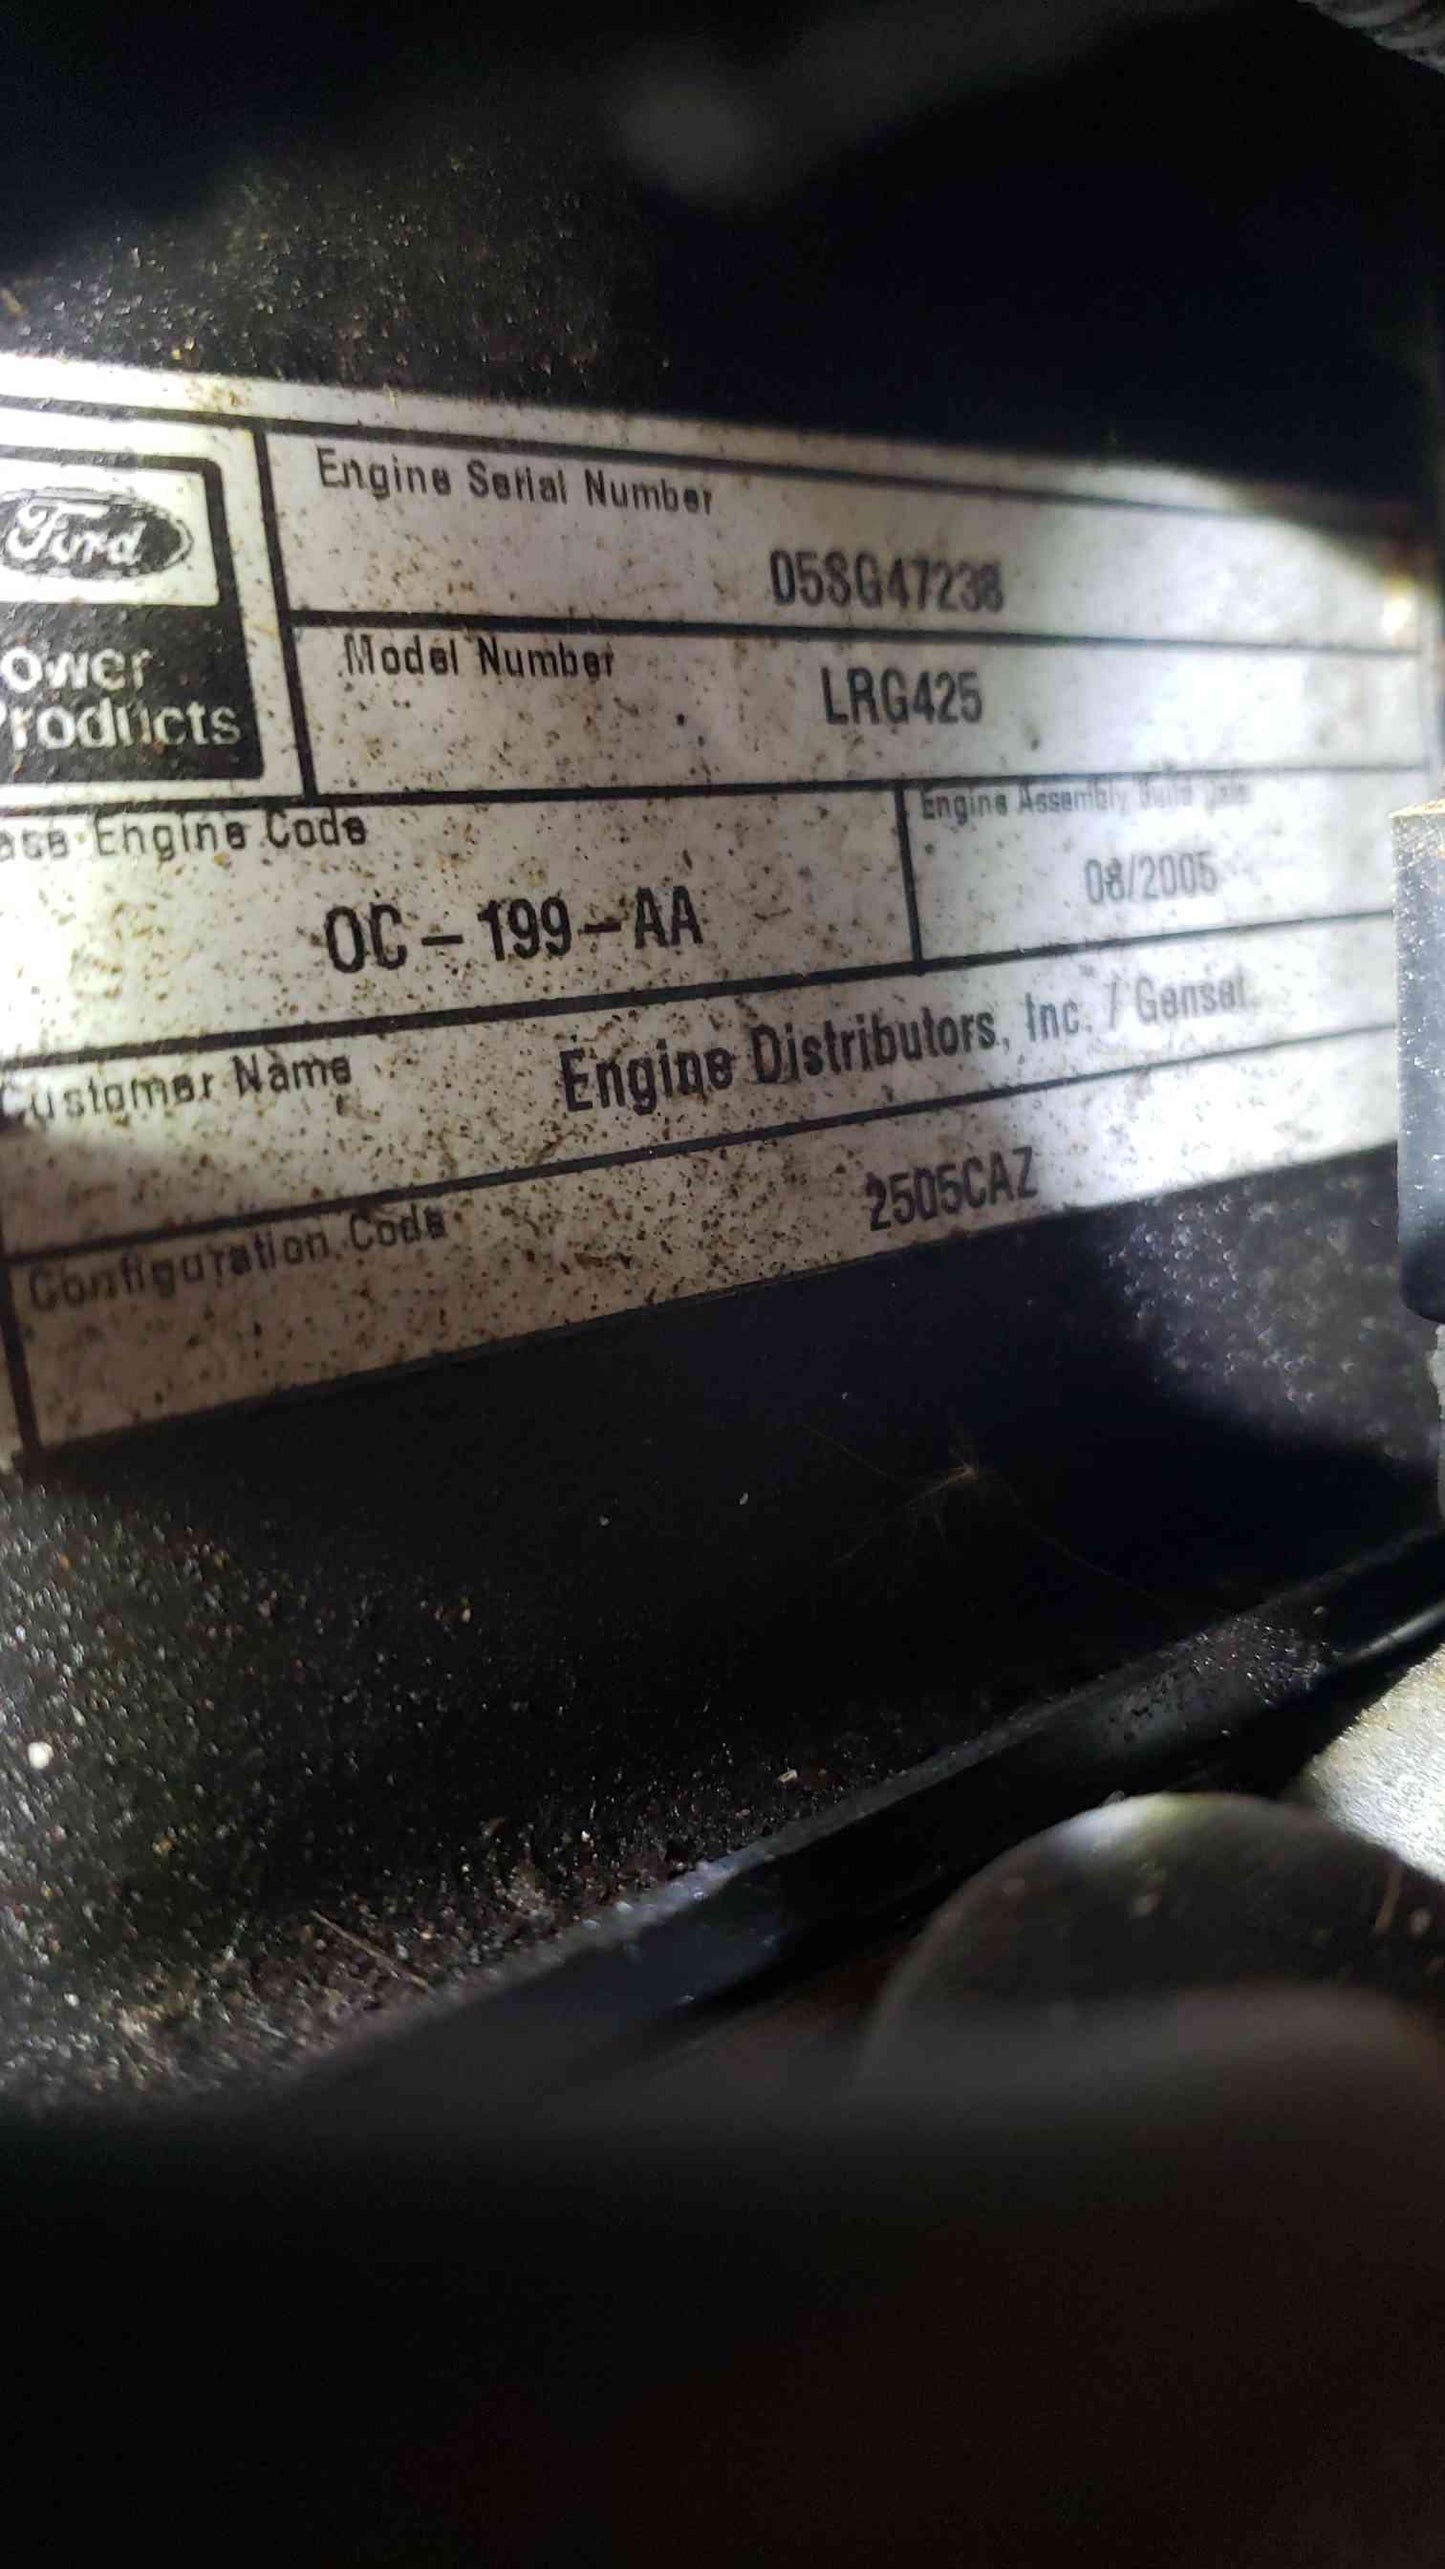 Engine Serial Number
05SG47238
Ford
ower
Products
Model Number
LRG425
Engine Code
OC-199-AA
Engine Assembly Build Date
08/2005
Customer Name
Engine Distributors, Inc. / Genset
Configuration Code
2505CAZ